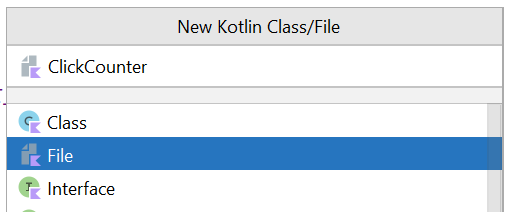 New Kotlin Class/File
ClickCounter
Class
File
Interface